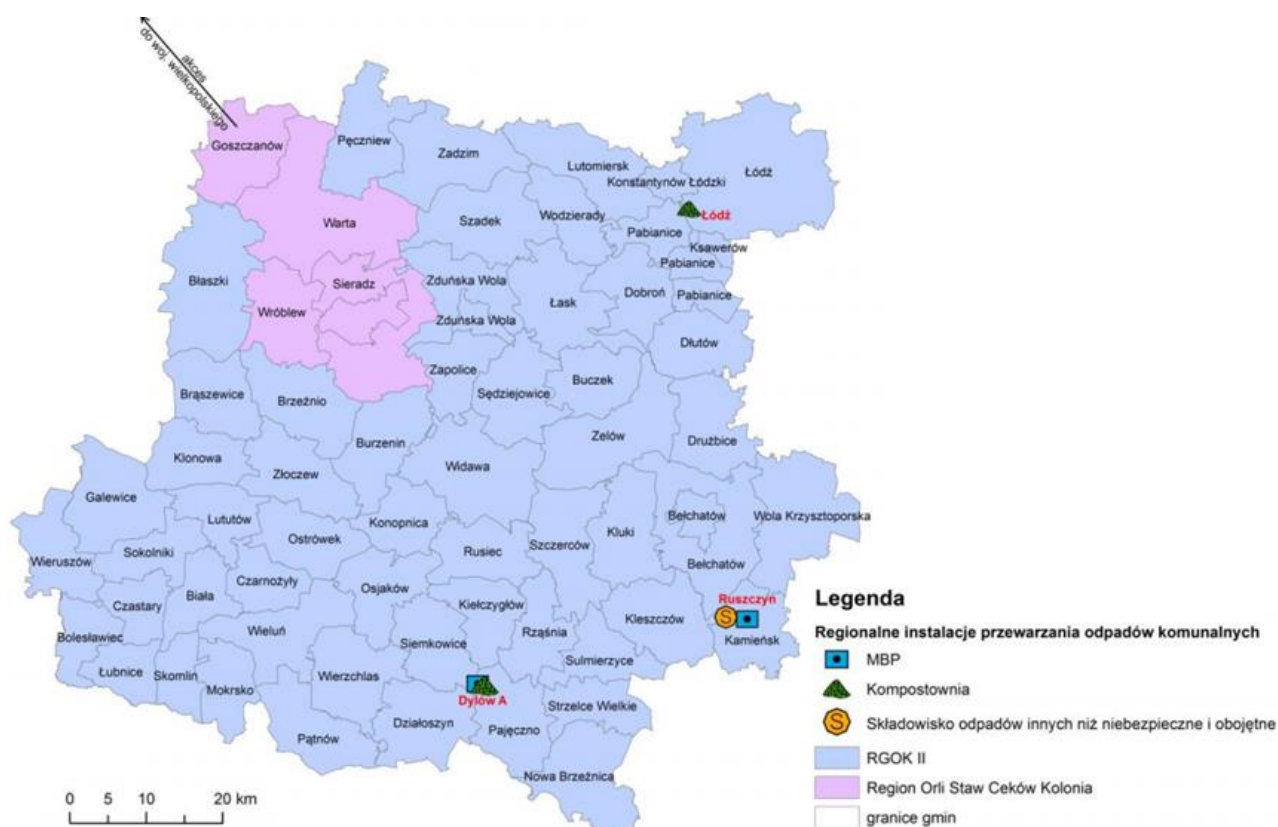 akces
do woj. wielkopolskiego
Goszczanów
Pęczniew
Zadzim
Lutomiersk
Łódź
Konstantynów Łódzki
Warta
Szadek
Wodzierady
Łódź
Pabianice
Ksawerów
Pabianice
Błaszki
Sieradz
Zduńska Wola
Łask
Dobroń
Pabianice
Wróblew
Zduńska Wola
Dłutów
Brąszewice
Brzeźnio
Zapolice
Sędziejowice
Buczek
Burzenin
Zelów
Drużbice
Klonowa
Złoczew
Widawa
Galewice
Lututów
Ostrówek
Konopnica
Rusiec
Szczerców
Kluki
Bełchatów
Wola Krzysztoporska
Wieruszów
Sokolniki
Czarnożyły
Osjaków
Bełchatów
Czastary
Biała
Kiełczygłów
Ruszczyn
Bolesławiec
Wieluń
Siemkowice
Rząśnia
Kleszczów
Kamieńsk
Łubnice
Skomlin
Mokrsko
Wierzchlas
Sulmierzyce
Dylów A
Strzelce Wielkie
Pątnów
Działoszyn
Pajęczno
Nowa Brzeźnica
0 5 10 20 km
Legenda
Regionalne instalacje przewarzania odpadów komunalnych
MBP
Kompostownia
S Składowisko odpadów innych niż niebezpieczne i obojętne
RGOK II
Region Orli Staw Ceków Kolonia
granice gmin
S